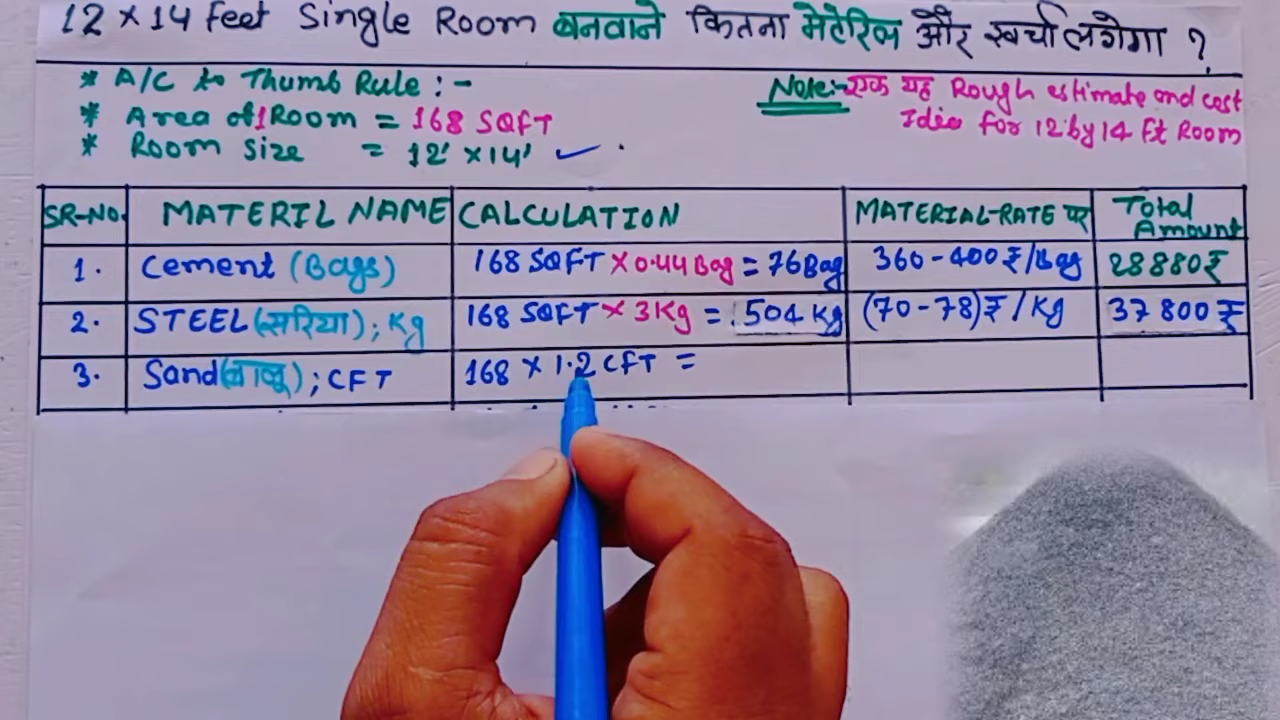 12 × 14 Feet Single Room बनवाने कितना मेटेरिल और खर्चा लगेगा ?
* A/C to Thumb Rule : -
* Area of 1 Room = 168 SQFT
* Room Size = 12' × 14' ✓ .
Note:- एक यह Rough estimate and cost
Idea for 12 by 14 Ft Room
SR-NO. MATERIL NAME CALCULATION MATERIAL-RATE पर Total Amount
1. Cement (Bags) 168 SQFT × 0.44 Bag = 76 Bag 360 - 400 ₹/Bag 28880 ₹
2. STEEL (सरिया) ; Kg 168 SQFT × 3 Kg = 504 Kg (70 - 78) ₹ / Kg 37800 ₹
3. Sand (बालू) ; CFT 168 × 1.2 CFT =